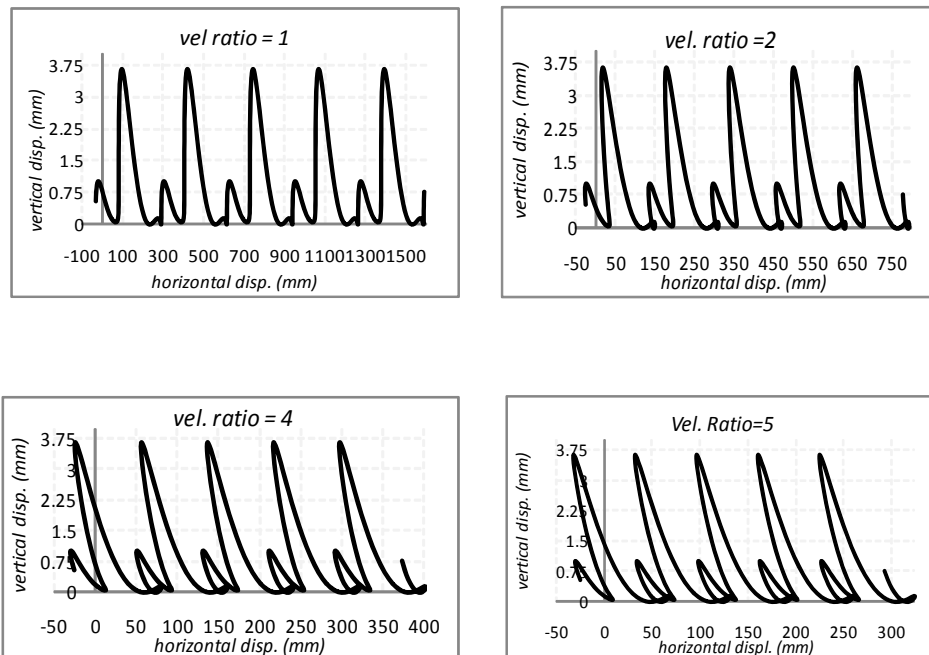 vel ratio = 1
vertical disp. (mm)
3.75
3
2.25
1.5
0.75
0
-100 100 300 500 700 900 1100 1300 1500
horizontal disp. (mm)
vel. ratio =2
vertical disp. (mm)
3.75
3
2.25
1.5
0.75
0
-50 50 150 250 350 450 550 650 750
horizontal disp. (mm)
vel. ratio = 4
vertical disp. (mm)
3.75
3
2.25
1.5
0.75
0
-50 0 50 100 150 200 250 300 350 400
horizontal disp. (mm)
Vel. Ratio=5
vertical disp. (mm)
3.75
3
2.25
1.5
0.75
0
-50 0 50 100 150 200 250 300
horizontal displ. (mm)